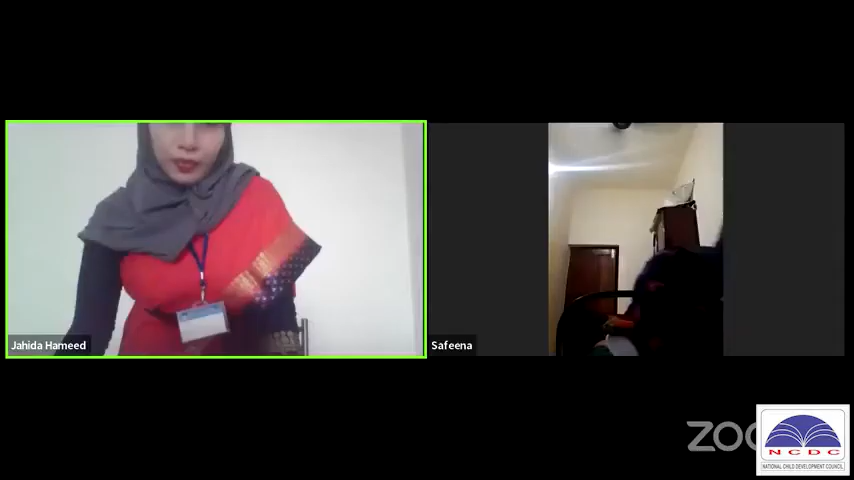 Jahida Hameed
Safeena
ZOO
NCDC
NATIONAL CHILD DEVELOPMENT COUNCIL